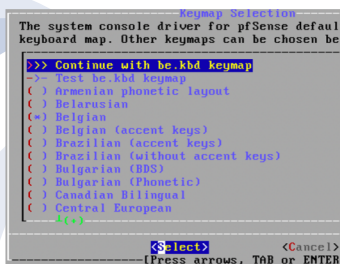 Keymap Selection
The system console driver for pfSense defaul
keyboard map. Other keymaps can be chosen be
>>> Continue with be.kbd keymap
->- Test be.kbd keymap
( ) Armenian phonetic layout
( ) Belarusian
(*) Belgian
( ) Belgian (accent keys)
( ) Brazilian (accent keys)
( ) Brazilian (without accent keys)
( ) Bulgarian (BDS)
( ) Bulgarian (Phonetic)
( ) Canadian Bilingual
( ) Central European
<Select> <Cancel>
[Press arrows, TAB or ENTER